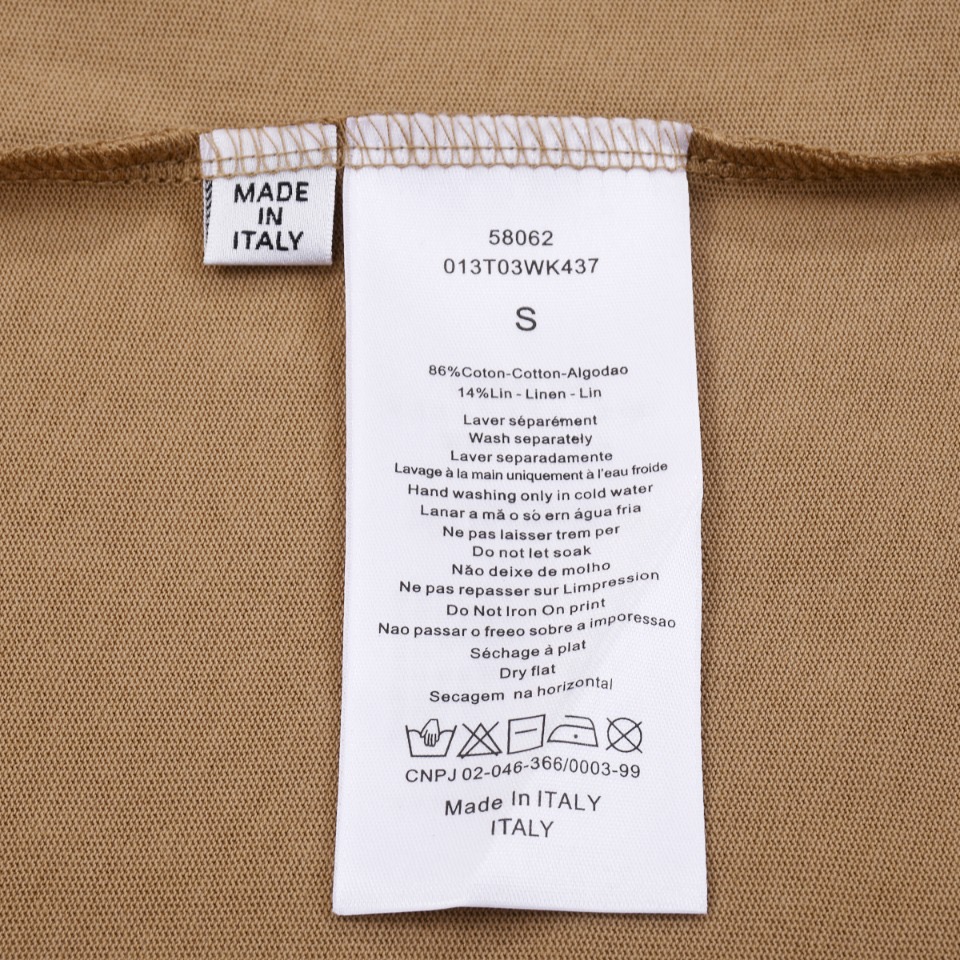 MADE
IN
ITALY
58062
013T03WK437
S
86%Coton-Cotton-Algodao
14%Lin - Linen - Lin
Laver séparément
Wash separately
Laver separadamente
Lavage à la main uniquement à l'eau froide
Hand washing only in cold water
Lanar a mã o sò ern água fria
Ne pas laisser trem per
Do not let soak
Não deixe de molho
Ne pas repasser sur Limpression
Do Not Iron On print
Nao passar o freeo sobre a imporessao
Séchage à plat
Dry flat
Secagem na horizontal
CNPJ 02-046-366/0003-99
Made In ITALY
ITALY